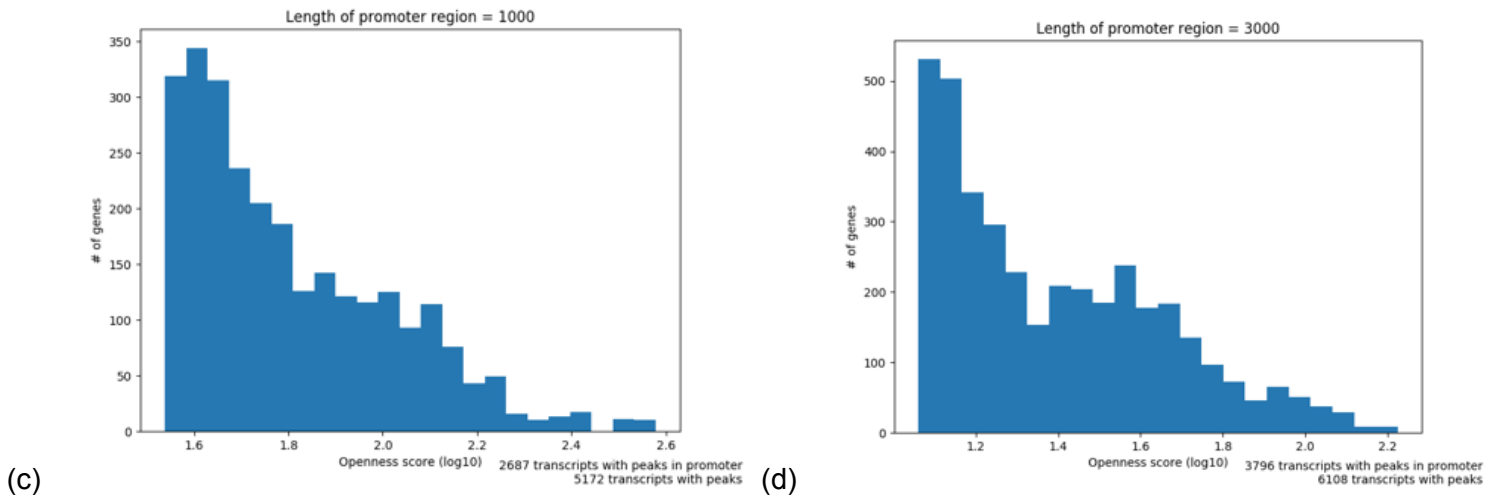 Length of promoter region = 1000
350
300
250
200
150
100
50
0
# of genes
1.6 1.8 2.0 2.2 2.4 2.6
Openness score (log10)
2687 transcripts with peaks in promoter
5172 transcripts with peaks
(c)
Length of promoter region = 3000
500
400
300
200
100
0
# of genes
1.2 1.4 1.6 1.8 2.0 2.2
Openness score (log10)
3796 transcripts with peaks in promoter
6108 transcripts with peaks
(d)